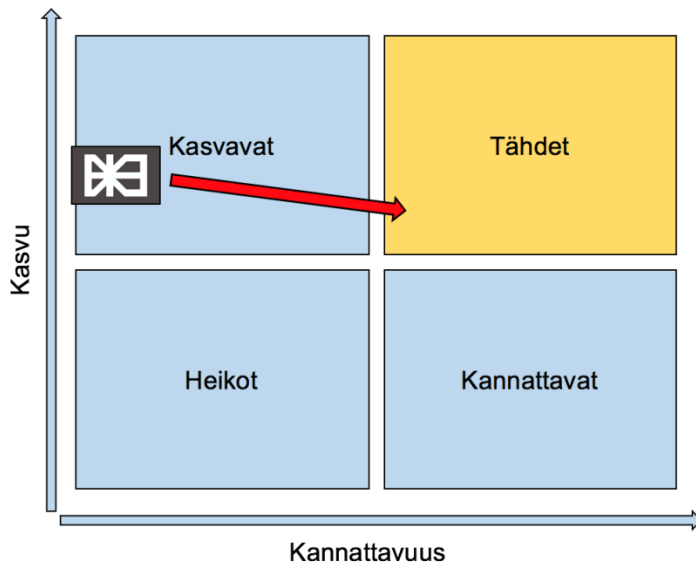 Kasvu
Kasvavat
Tähdet
Heikot
Kannattavat
Kannattavuus